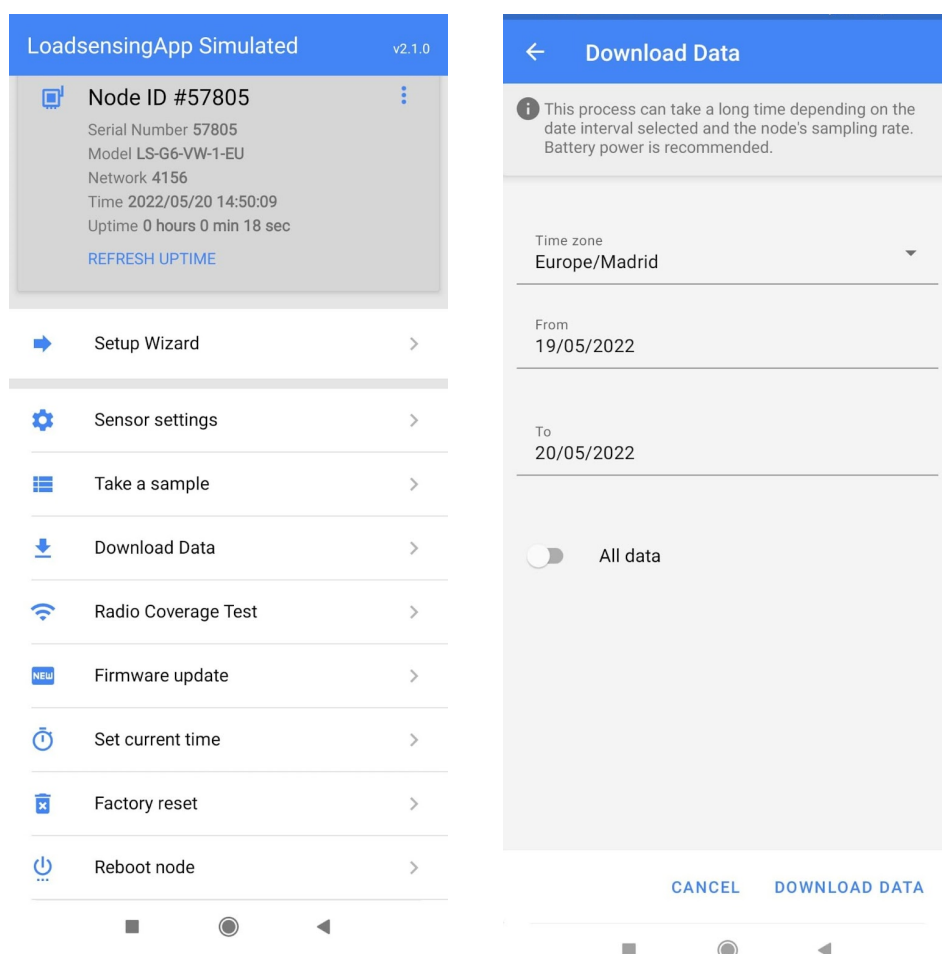 LoadsensingApp Simulated v2.1.0
Node ID #57805
Serial Number 57805
Model LS-G6-VW-1-EU
Network 4156
Time 2022/05/20 14:50:09
Uptime 0 hours 0 min 18 sec
REFRESH UPTIME
Setup Wizard
Sensor settings
Take a sample
Download Data
Radio Coverage Test
NEW Firmware update
Set current time
Factory reset
Reboot node
Download Data
This process can take a long time depending on the
date interval selected and the node's sampling rate.
Battery power is recommended.
Time zone
Europe/Madrid
From
19/05/2022
To
20/05/2022
All data
CANCEL DOWNLOAD DATA